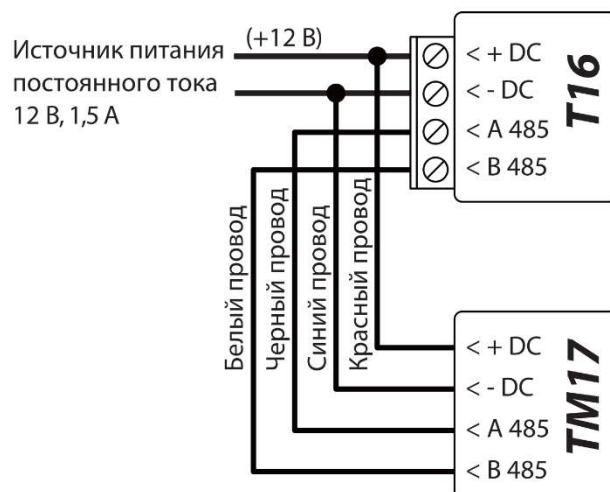 Источник питания
постоянного тока
12 В, 1,5 А
(+12 В)
< + DC
< - DC
< A 485
< B 485
T16
Белый провод
Черный провод
Синий провод
Красный провод
< + DC
< - DC
< A 485
< B 485
TM17